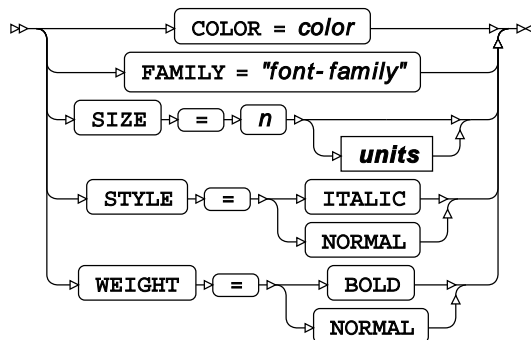 COLOR = color
FAMILY = "font-family"
SIZE = n
units
STYLE = ITALIC
NORMAL
WEIGHT = BOLD
NORMAL